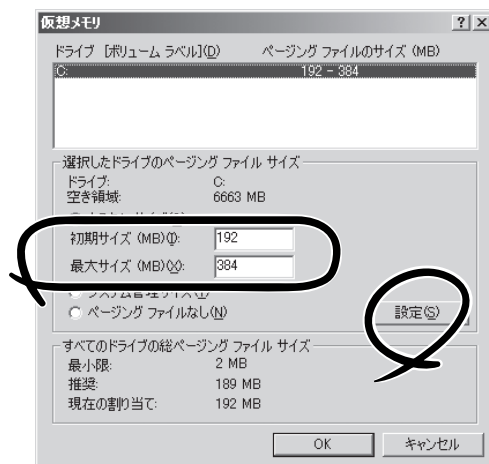 仮想メモリ
ドライブ [ボリューム ラベル](D) ページング ファイルのサイズ (MB)
C: 192 - 384
選択したドライブのページング ファイル サイズ
ドライブ: C:
空き領域: 6663 MB
初期サイズ (MB)(I): 192
最大サイズ (MB)(X): 384
ページング ファイルなし(N)
設定(S)
すべてのドライブの総ページング ファイル サイズ
最小限: 2 MB
推奨: 189 MB
現在の割り当て: 192 MB
OK キャンセル